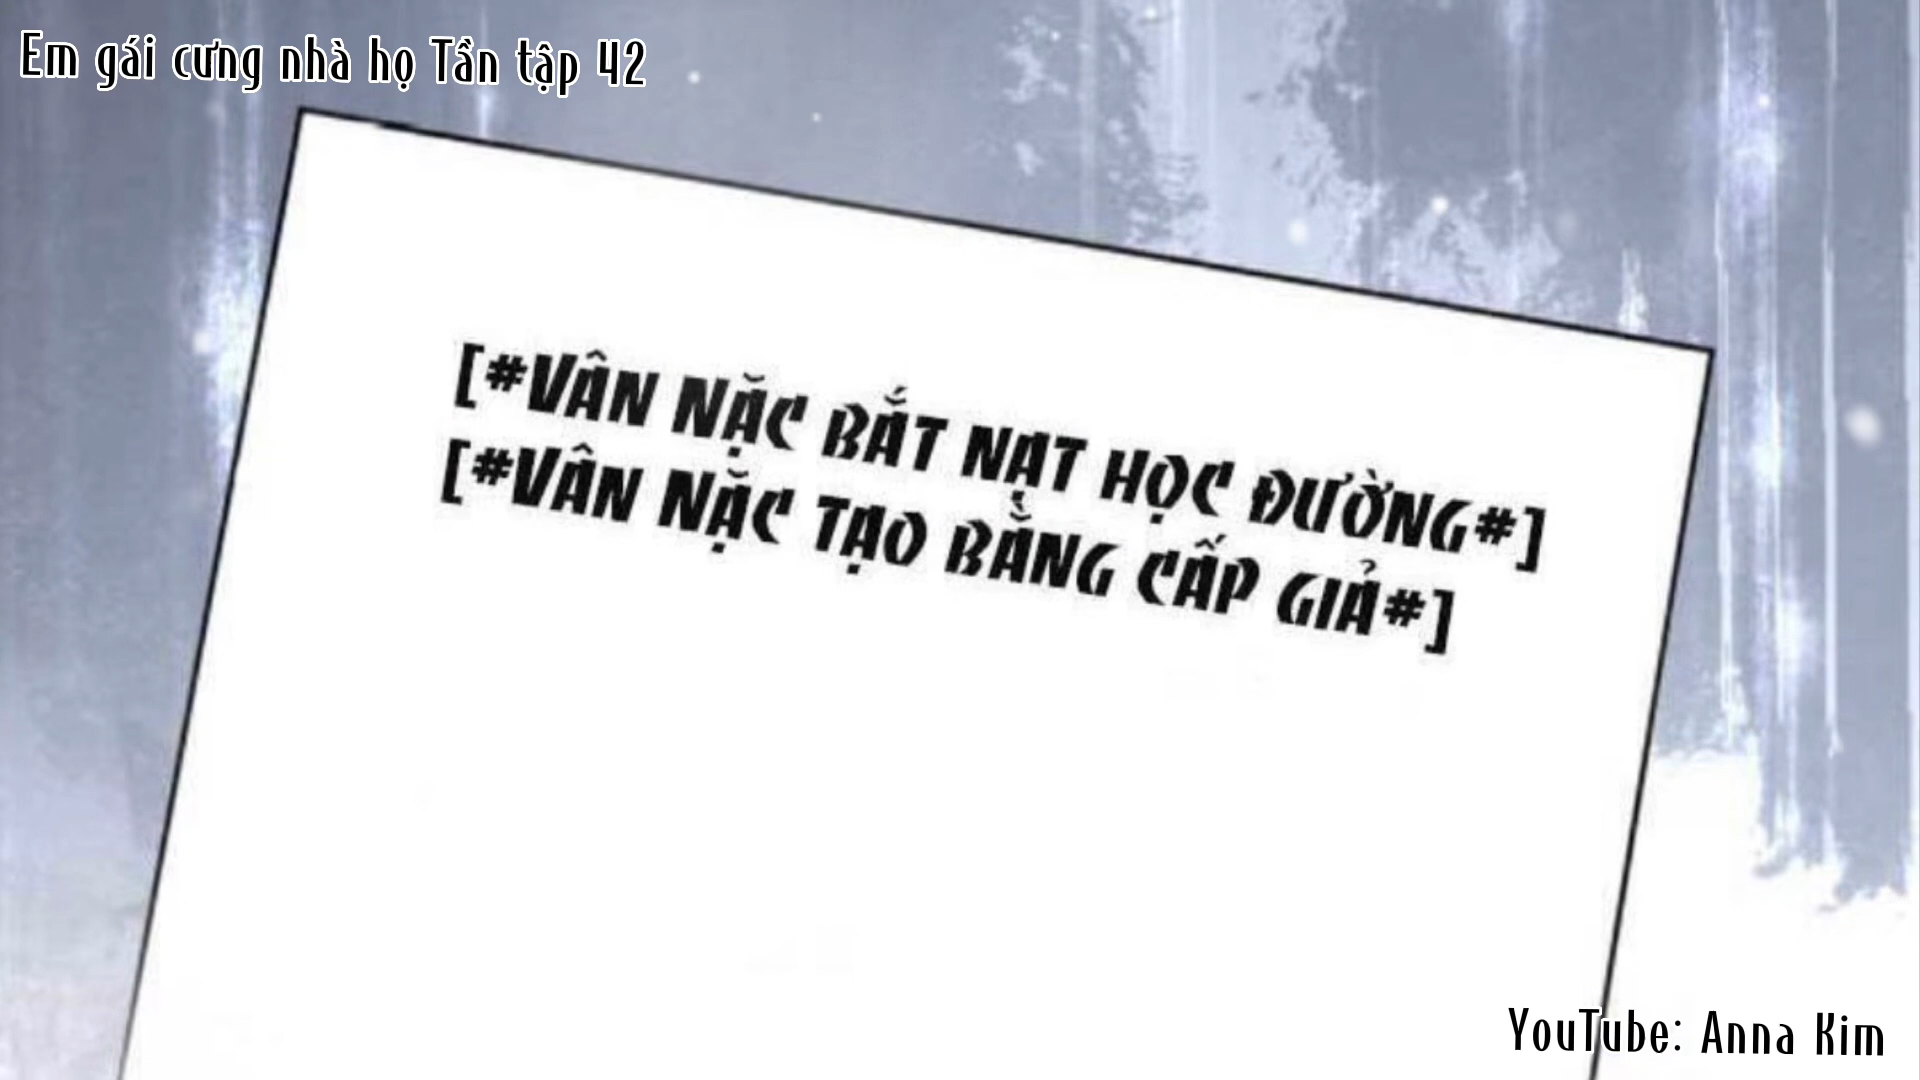 Em gái cưng nhà họ Tần tập 42
[#VÂN NẶC BẮT NẠT HỌC ĐƯỜNG#]
[#VÂN NẶC TẠO BẰNG CẤP GIẢ#]
YouTube: Anna Kim